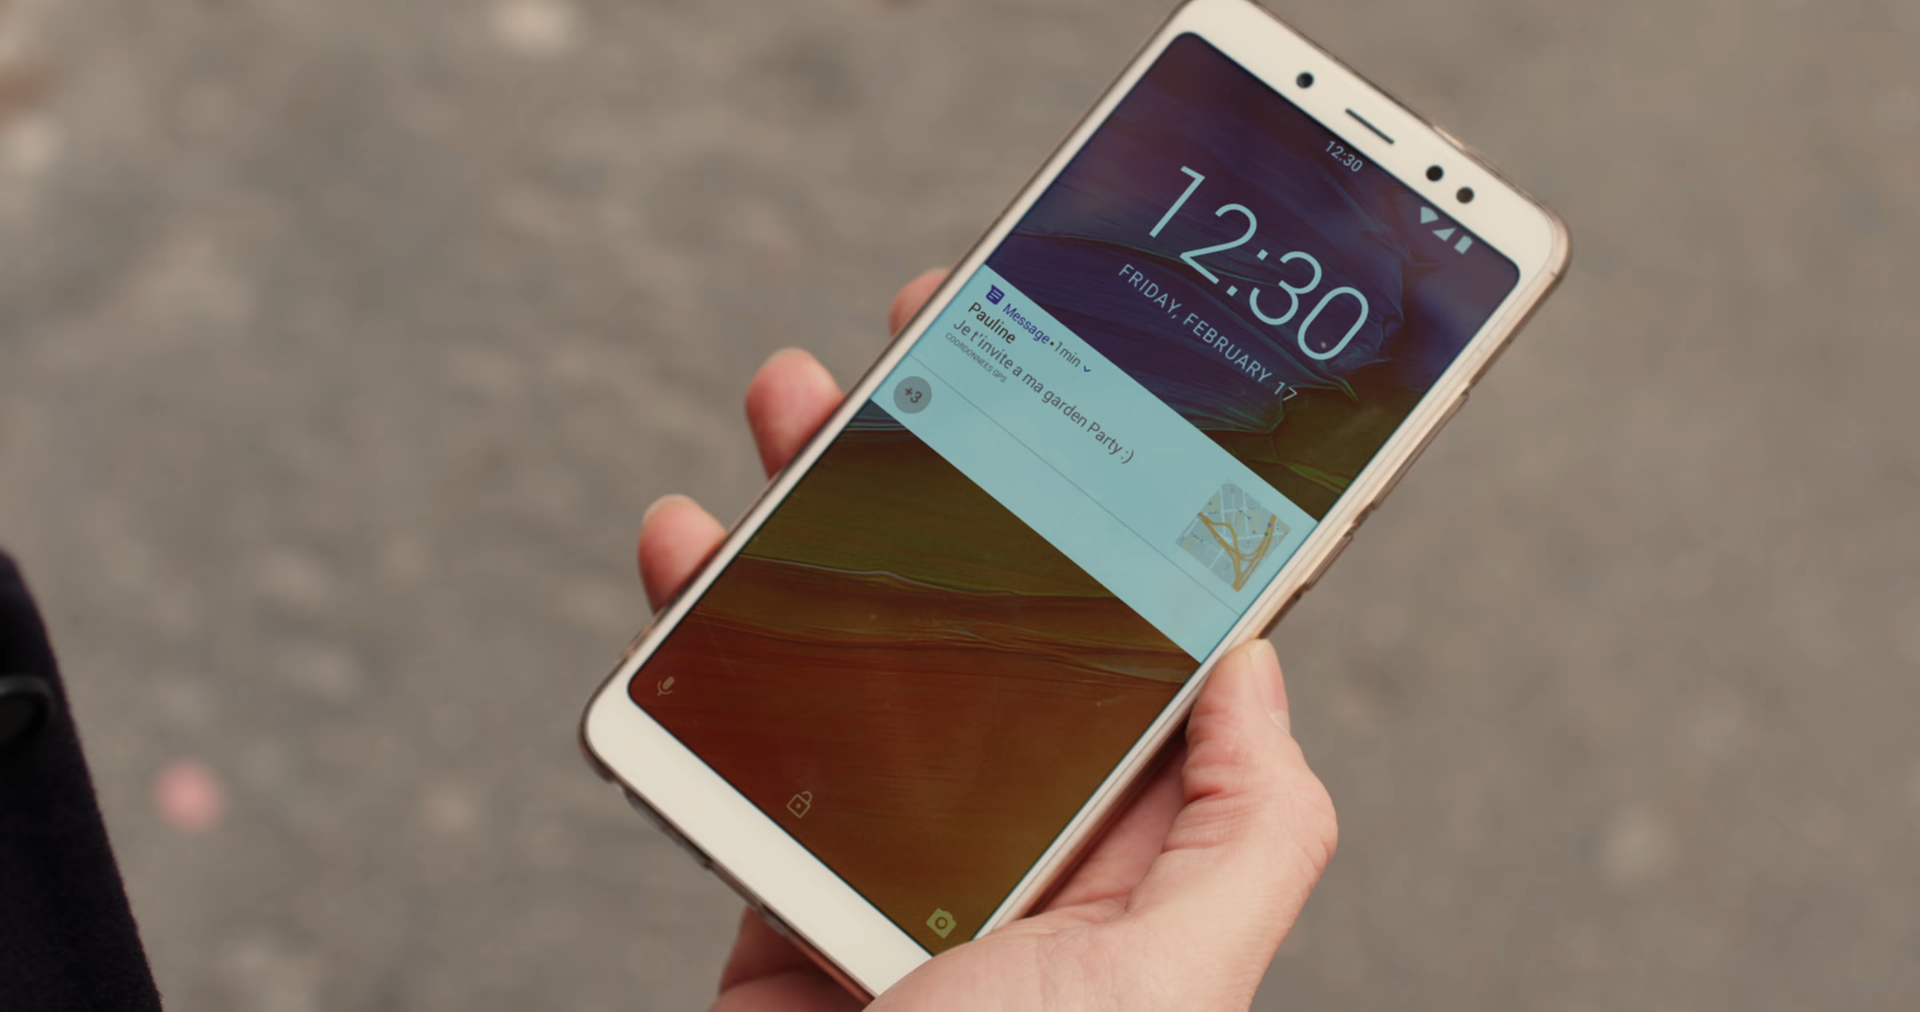 12:30
12:30
FRIDAY, FEBRUARY 17
Message • 1min
Pauline
Je t'invite a ma garden Party :)
COORDONNEES GPS
+3